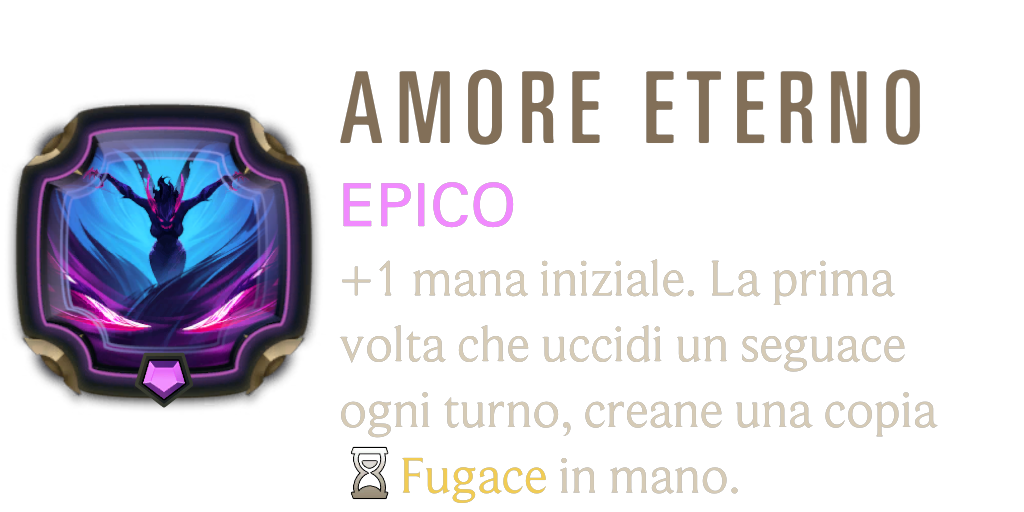 AMORE ETERNO
EPICO
+1 mana iniziale. La prima
volta che uccidi un seguace
ogni turno, creane una copia
Fugace in mano.